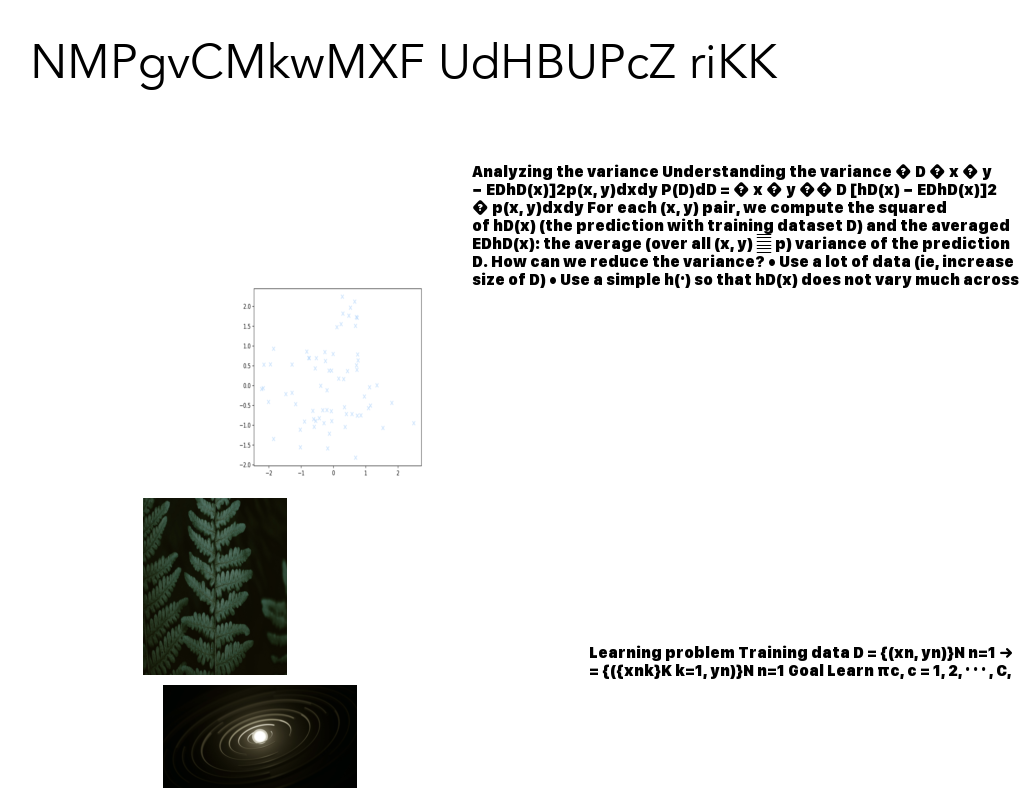 NMPgvCMkwMXF UdHBUPcZ riKK
Analyzing the variance Understanding the variance � D � x � y
− EDhD(x)]2p(x, y)dxdy P(D)dD = � x � y �� D [hD(x) − EDhD(x)]2
� p(x, y)dxdy For each (x, y) pair, we compute the squared
of hD(x) (the prediction with training dataset D) and the averaged
EDhD(x): the average (over all (x, y) p) variance of the prediction
D. How can we reduce the variance? • Use a lot of data (ie, increase
size of D) • Use a simple h(·) so that hD(x) does not vary much across
2.0
1.5
1.0
0.5
0.0
−0.5
−1.0
−1.5
−2.0
−2 −1 0 1 2
Learning problem Training data D = {(xn, yn)}N n=1 →
= {({xnk}K k=1, yn)}N n=1 Goal Learn πc, c = 1, 2, · · · , C,